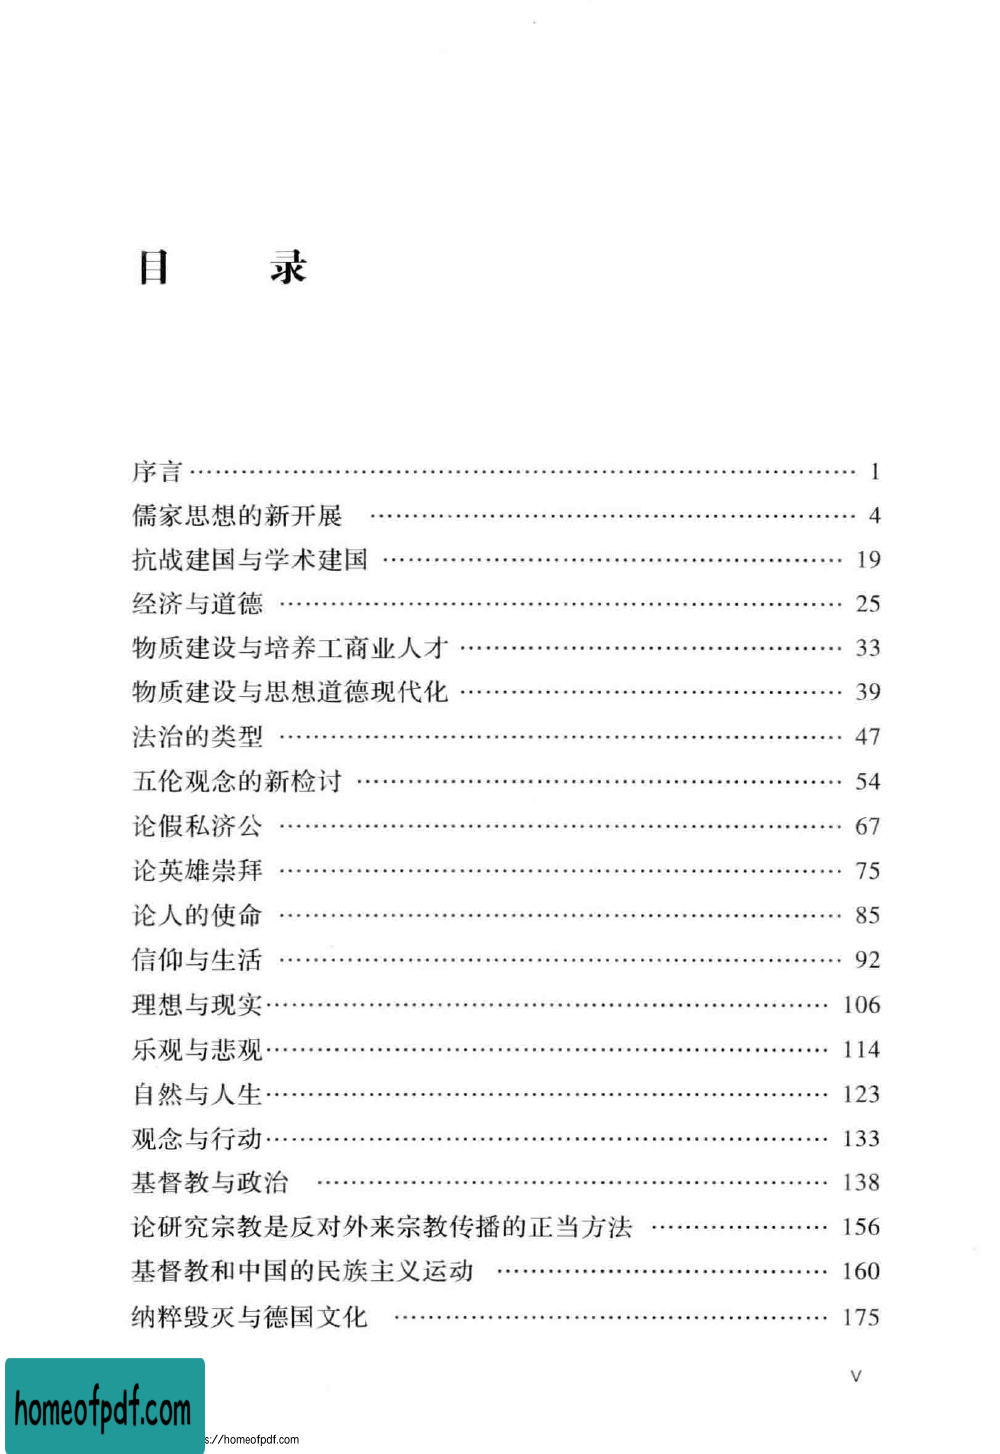 目 录
序言 …… 1
儒家思想的新开展 …… 4
抗战建国与学术建国 …… 19
经济与道德 …… 25
物质建设与培养工商业人才 …… 33
物质建设与思想道德现代化 …… 39
法治的类型 …… 47
五伦观念的新检讨 …… 54
论假私济公 …… 67
论英雄崇拜 …… 75
论人的使命 …… 85
信仰与生活 …… 92
理想与现实 …… 106
乐观与悲观 …… 114
自然与人生 …… 123
观念与行动 …… 133
基督教与政治 …… 138
论研究宗教是反对外来宗教传播的正当方法 …… 156
基督教和中国的民族主义运动 …… 160
纳粹毁灭与德国文化 …… 175
V
homeofpdf.com
s://homeofpdf.com